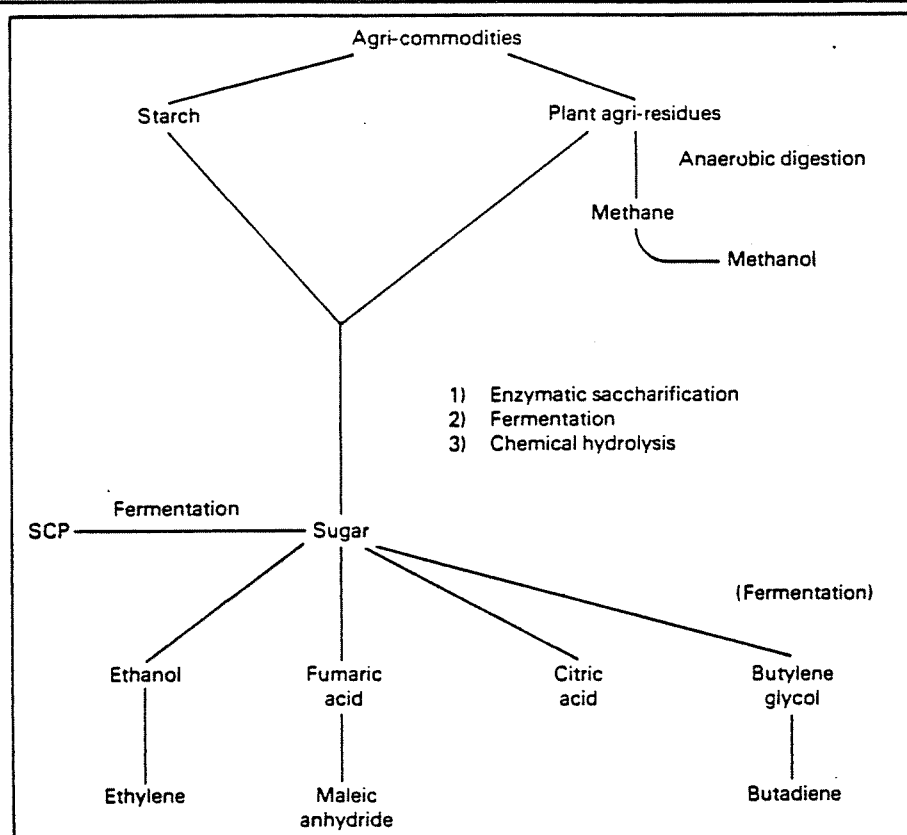 Agri-commodities
Starch
Plant agri-residues
Anaerobic digestion
Methane
Methanol
1) Enzymatic saccharification
2) Fermentation
3) Chemical hydrolysis
Fermentation
SCP
Sugar
(Fermentation)
Ethanol
Fumaric
acid
Citric
acid
Butylene
glycol
Ethylene
Maleic
anhydride
Butadiene